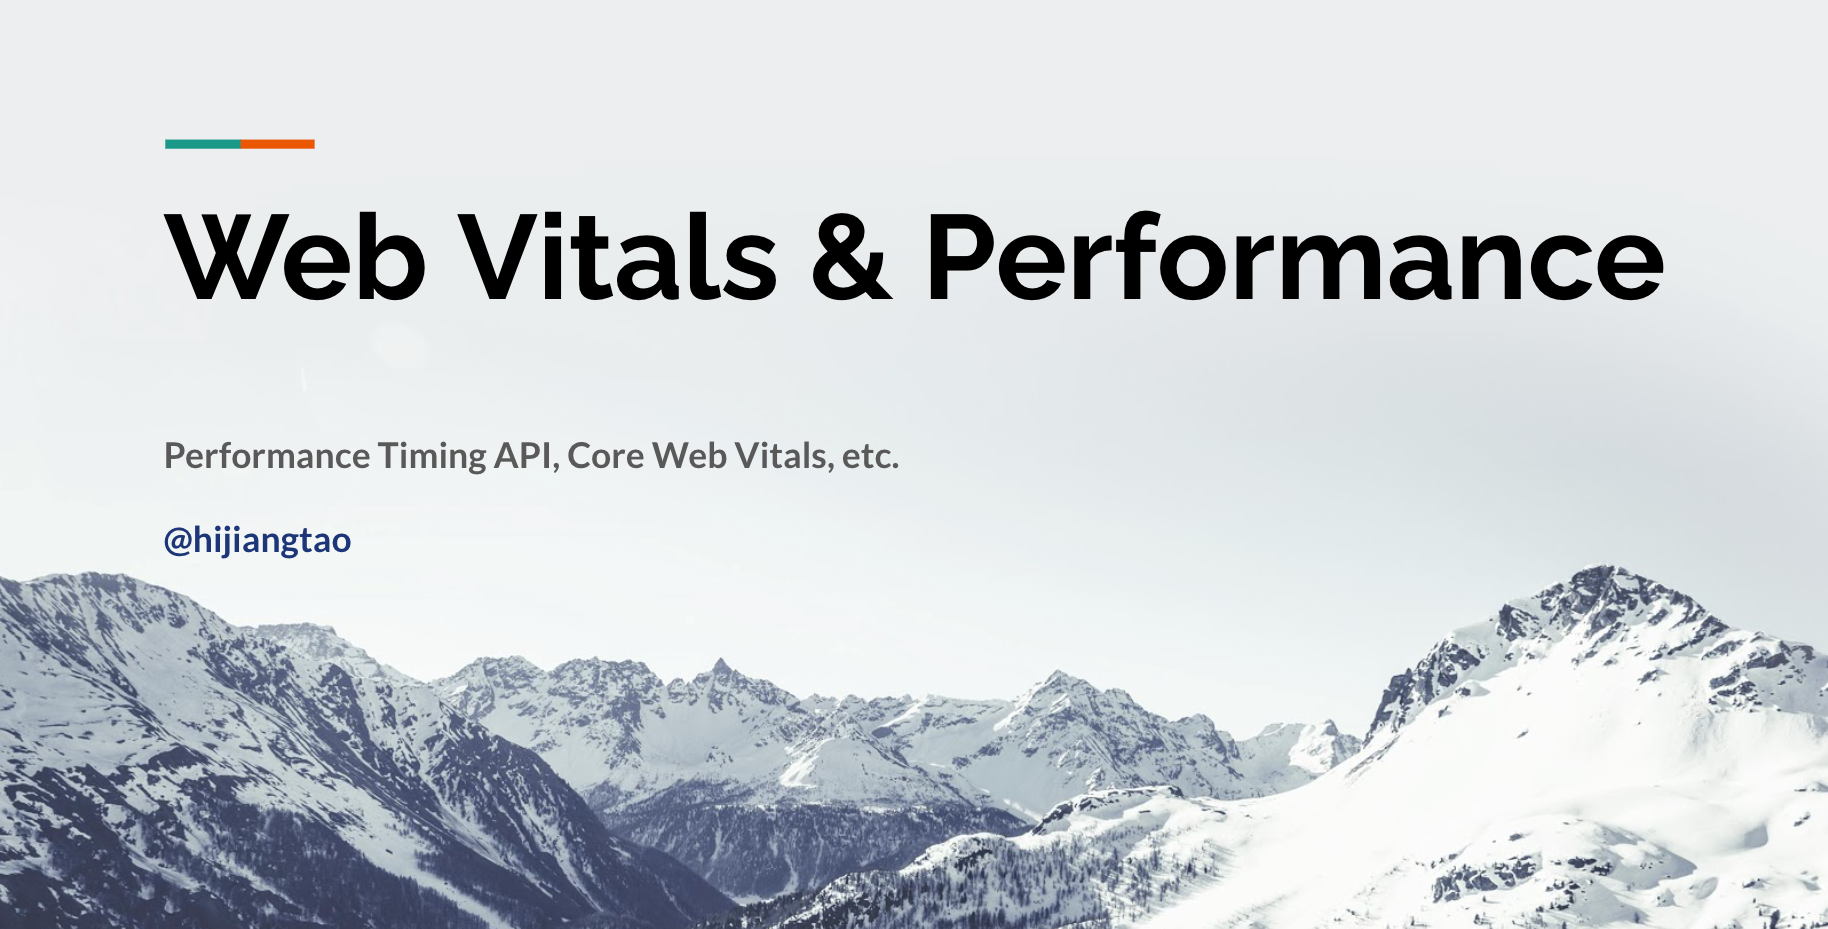 Web Vitals & Performance
Performance Timing API, Core Web Vitals, etc.
@hijiangtao